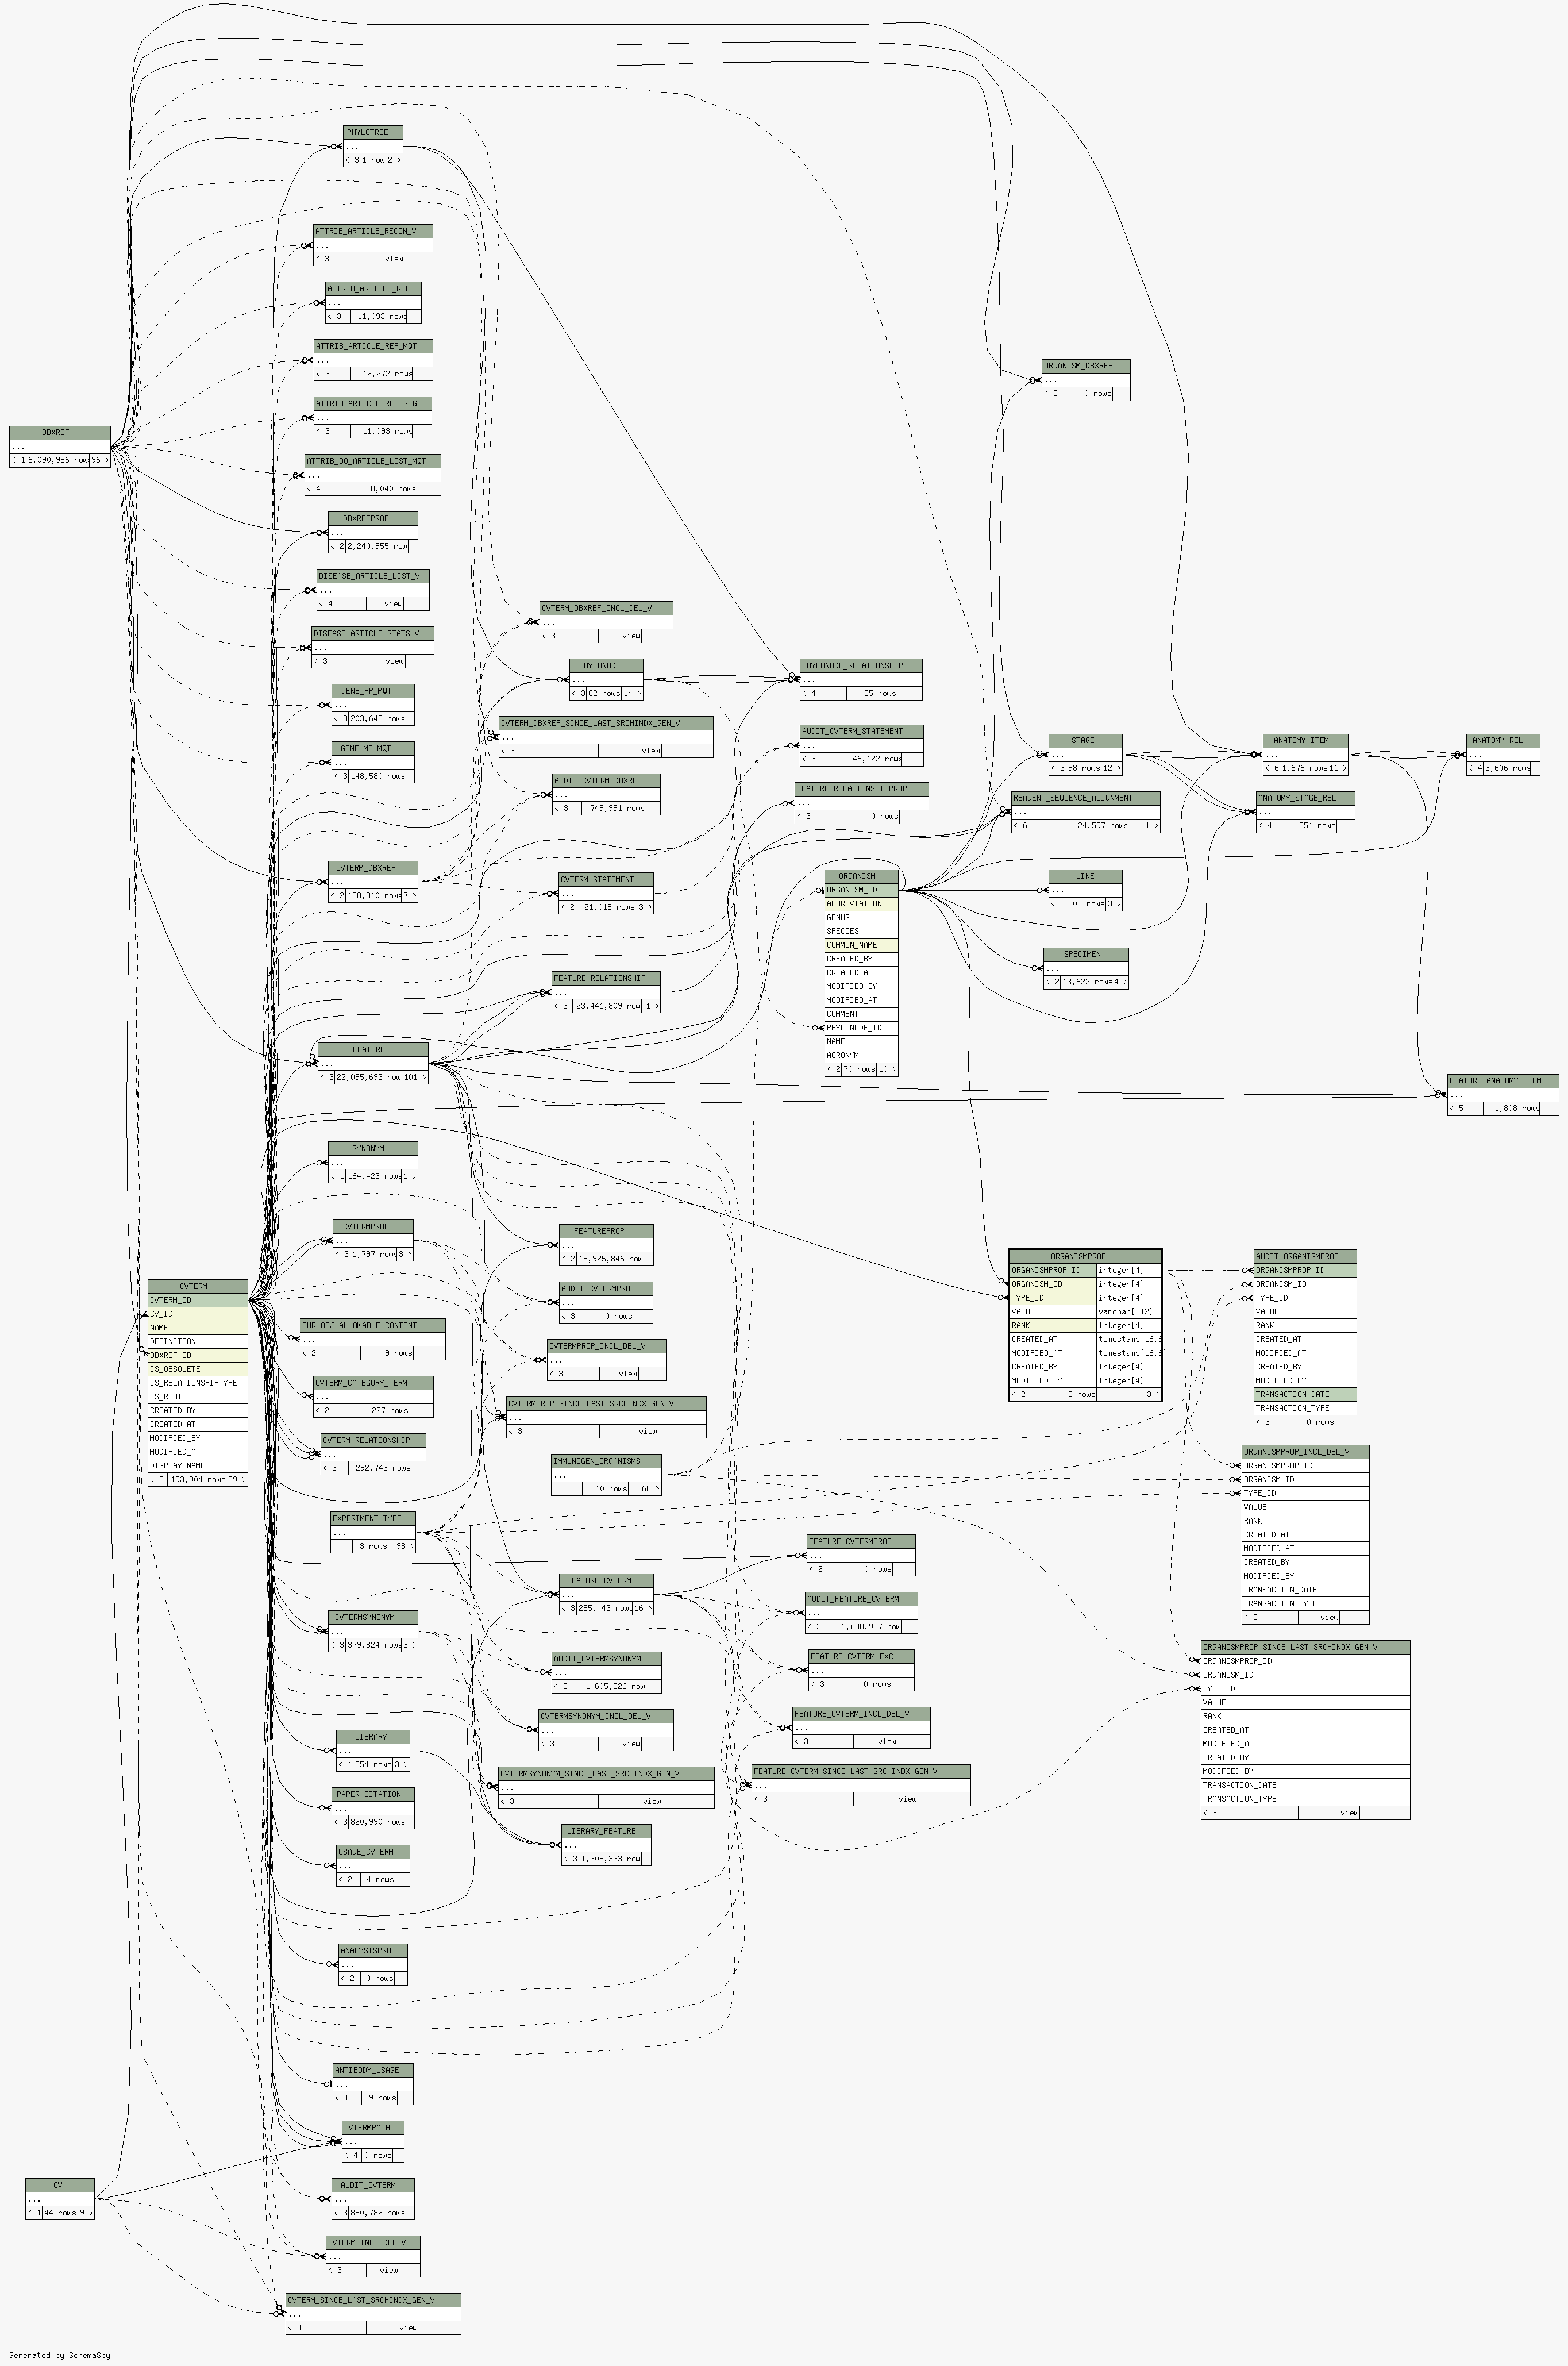 PHYLOTREE
...
< 3 1 row 2 >
ATTRIB_ARTICLE_RECON_V
...
< 3 view
ATTRIB_ARTICLE_REF
...
< 3 11,093 rows
ATTRIB_ARTICLE_REF_MQT
...
< 3 12,272 rows
ORGANISM_DBXREF
...
< 2 0 rows
ATTRIB_ARTICLE_REF_STG
...
< 3 11,093 rows
DBXREF
...
< 1 6,090,986 row 96 >
ATTRIB_DO_ARTICLE_LIST_MQT
...
< 4 8,040 rows
DBXREFPROP
...
< 2 2,240,955 row
DISEASE_ARTICLE_LIST_V
...
< 4 view
CVTERM_DBXREF_INCL_DEL_V
...
< 3 view
DISEASE_ARTICLE_STATS_V
...
< 3 view
PHYLONODE
...
< 3 62 rows 14 >
PHYLONODE_RELATIONSHIP
...
< 4 35 rows
GENE_HP_MQT
...
< 3 203,645 rows
CVTERM_DBXREF_SINCE_LAST_SRCHINDX_GEN_V
...
< 3 view
AUDIT_CVTERM_STATEMENT
...
< 3 46,122 rows
STAGE
...
< 3 98 rows 12 >
ANATOMY_ITEM
...
< 6 1,676 rows 11 >
ANATOMY_REL
...
< 4 3,606 rows
GENE_MP_MQT
...
< 3 148,580 rows
AUDIT_CVTERM_DBXREF
...
< 3 749,991 rows
FEATURE_RELATIONSHIPPROP
...
< 2 0 rows
REAGENT_SEQUENCE_ALIGNMENT
...
< 6 24,597 rows 1 >
ANATOMY_STAGE_REL
...
< 4 251 rows
CVTERM_DBXREF
...
< 2 188,310 rows 7 >
CVTERM_STATEMENT
...
< 2 21,018 rows 3 >
ORGANISM
ORGANISM_ID
ABBREVIATION
GENUS
SPECIES
COMMON_NAME
CREATED_BY
CREATED_AT
MODIFIED_BY
MODIFIED_AT
COMMENT
PHYLONODE_ID
NAME
ACRONYM
< 2 70 rows 10 >
LINE
...
< 3 508 rows 3 >
SPECIMEN
...
< 2 13,622 rows 4 >
FEATURE_RELATIONSHIP
...
< 3 23,441,809 row 1 >
FEATURE
...
< 3 22,095,693 row 101 >
FEATURE_ANATOMY_ITEM
...
< 5 1,808 rows
SYNONYM
...
< 1 164,423 rows 1 >
CVTERMPROP
...
< 2 1,797 rows 3 >
FEATUREPROP
...
< 2 15,925,846 row
CVTERM
CVTERM_ID
CV_ID
NAME
DEFINITION
DBXREF_ID
IS_OBSOLETE
IS_RELATIONSHIPTYPE
IS_ROOT
CREATED_BY
CREATED_AT
MODIFIED_BY
MODIFIED_AT
DISPLAY_NAME
< 2 193,904 rows 59 >
AUDIT_CVTERMPROP
...
< 3 0 rows
ORGANISMPROP
ORGANISMPROP_ID integer[4]
ORGANISM_ID integer[4]
TYPE_ID integer[4]
VALUE varchar[512]
RANK integer[4]
CREATED_AT timestamp[16,6]
MODIFIED_AT timestamp[16,6]
CREATED_BY integer[4]
MODIFIED_BY integer[4]
< 2 2 rows 3 >
AUDIT_ORGANISMPROP
ORGANISMPROP_ID
ORGANISM_ID
TYPE_ID
VALUE
RANK
CREATED_AT
MODIFIED_AT
CREATED_BY
MODIFIED_BY
TRANSACTION_DATE
TRANSACTION_TYPE
< 3 0 rows
CUR_OBJ_ALLOWABLE_CONTENT
...
< 2 9 rows
CVTERMPROP_INCL_DEL_V
...
< 3 view
CVTERM_CATEGORY_TERM
...
< 2 227 rows
CVTERMPROP_SINCE_LAST_SRCHINDX_GEN_V
...
< 3 view
CVTERM_RELATIONSHIP
...
< 3 292,743 rows
IMMUNOGEN_ORGANISMS
...
10 rows 68 >
ORGANISMPROP_INCL_DEL_V
ORGANISMPROP_ID
ORGANISM_ID
TYPE_ID
VALUE
RANK
CREATED_AT
MODIFIED_AT
CREATED_BY
MODIFIED_BY
TRANSACTION_DATE
TRANSACTION_TYPE
< 3 view
EXPERIMENT_TYPE
...
3 rows 98 >
FEATURE_CVTERMPROP
...
< 2 0 rows
FEATURE_CVTERM
...
< 3 285,443 rows 16 >
AUDIT_FEATURE_CVTERM
...
< 3 6,638,957 row
CVTERMSYNONYM
...
< 3 379,824 rows 3 >
AUDIT_CVTERMSYNONYM
...
< 3 1,605,326 row
FEATURE_CVTERM_EXC
...
< 3 0 rows
ORGANISMPROP_SINCE_LAST_SRCHINDX_GEN_V
ORGANISMPROP_ID
ORGANISM_ID
TYPE_ID
VALUE
RANK
CREATED_AT
MODIFIED_AT
CREATED_BY
MODIFIED_BY
TRANSACTION_DATE
TRANSACTION_TYPE
< 3 view
CVTERMSYNONYM_INCL_DEL_V
...
< 3 view
FEATURE_CVTERM_INCL_DEL_V
...
< 3 view
LIBRARY
...
< 1 854 rows 3 >
CVTERMSYNONYM_SINCE_LAST_SRCHINDX_GEN_V
...
< 3 view
FEATURE_CVTERM_SINCE_LAST_SRCHINDX_GEN_V
...
< 3 view
PAPER_CITATION
...
< 3 820,990 rows
LIBRARY_FEATURE
...
< 3 1,308,333 row
USAGE_CVTERM
...
< 2 4 rows
ANALYSISPROP
...
< 2 0 rows
ANTIBODY_USAGE
...
< 1 9 rows
CVTERMPATH
...
< 4 0 rows
CV
...
< 1 44 rows 9 >
AUDIT_CVTERM
...
< 3 850,782 rows
CVTERM_INCL_DEL_V
...
< 3 view
CVTERM_SINCE_LAST_SRCHINDX_GEN_V
...
< 3 view
Generated by SchemaSpy